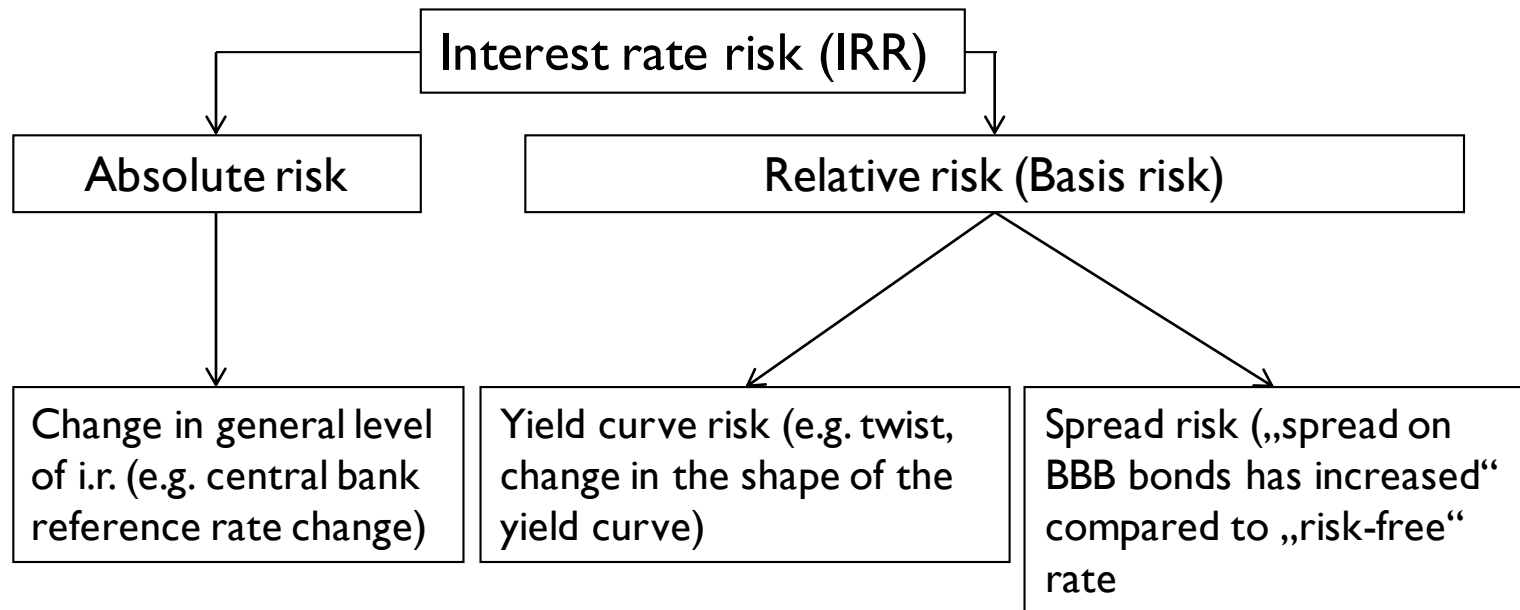 Interest rate risk (IRR)
Absolute risk
Relative risk (Basis risk)
Change in general level
of i.r. (e.g. central bank
reference rate change)
Yield curve risk (e.g. twist,
change in the shape of the
yield curve)
Spread risk („spread on
BBB bonds has increased“
compared to „risk-free“
rate